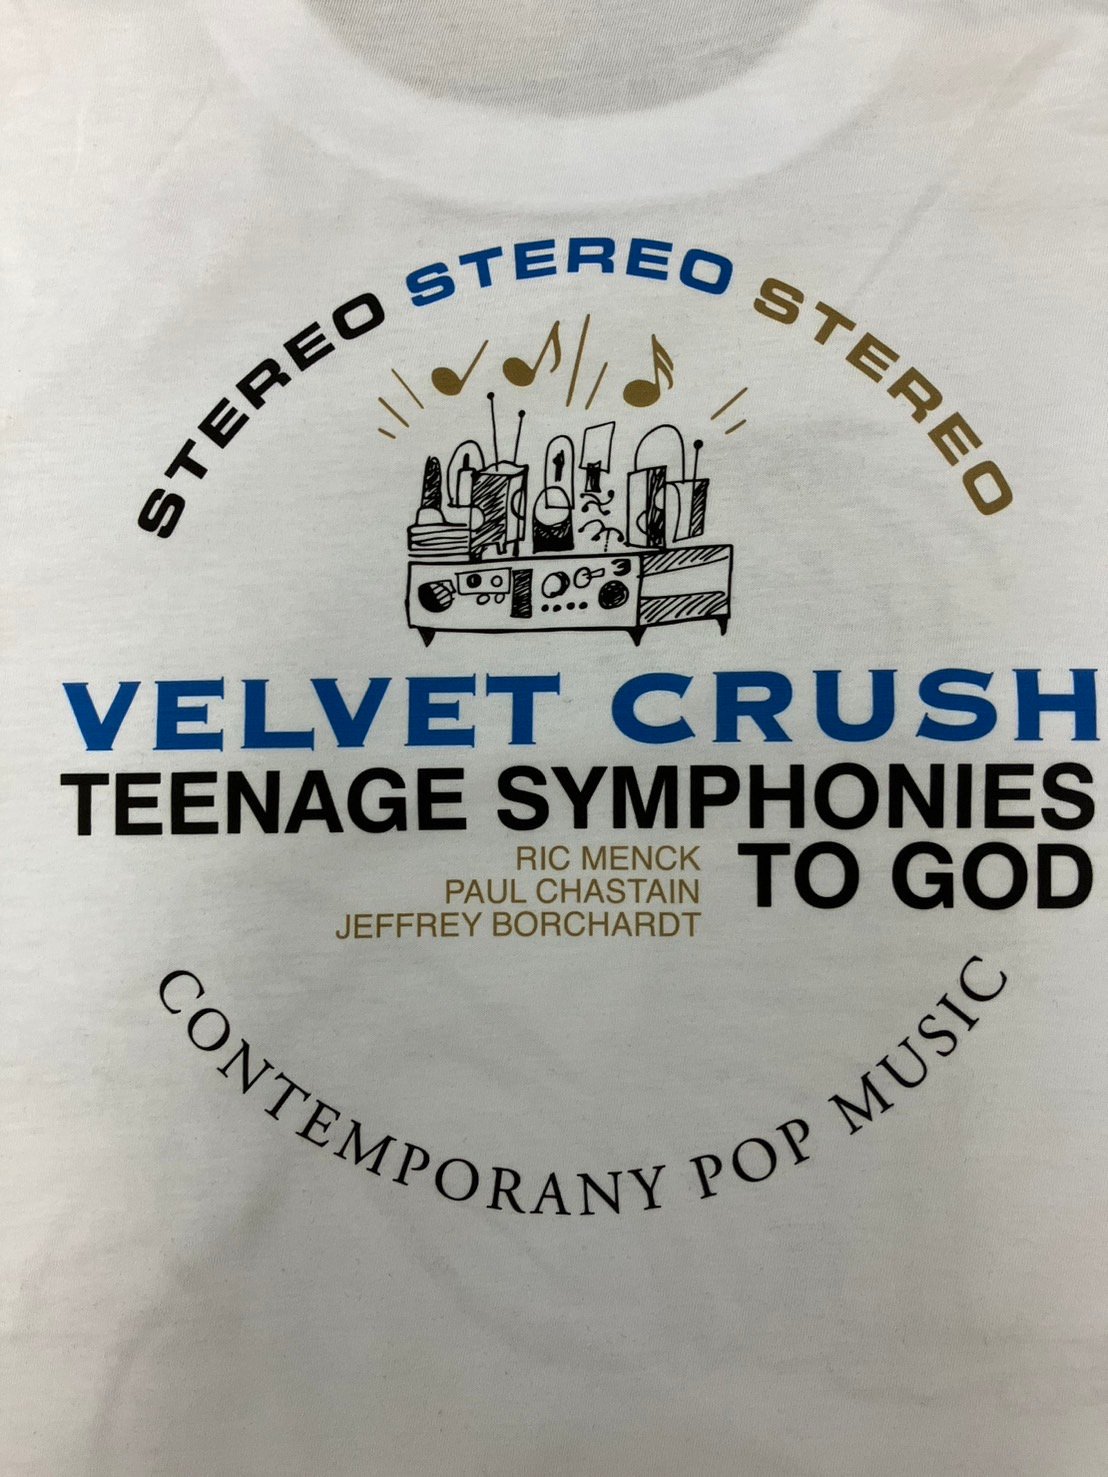 STEREO STEREO STEREO
VELVET CRUSH
TEENAGE SYMPHONIES
TO GOD
RIC MENCK
PAUL CHASTAIN
JEFFREY BORCHARDT
CONTEMPORANY POP MUSIC